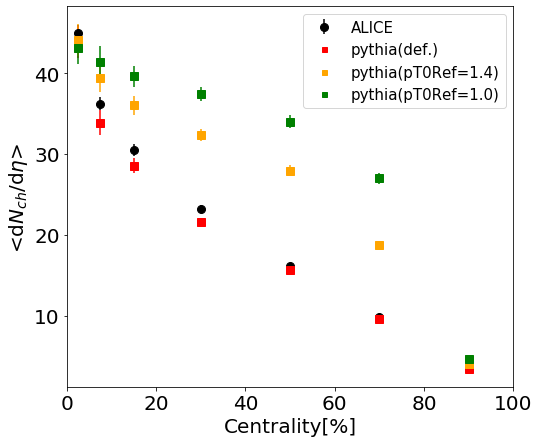 ALICE
pythia(def.)
pythia(pT0Ref=1.4)
pythia(pT0Ref=1.0)
<dN_ch/dη>
40
30
20
10
0 20 40 60 80 100
Centrality[%]